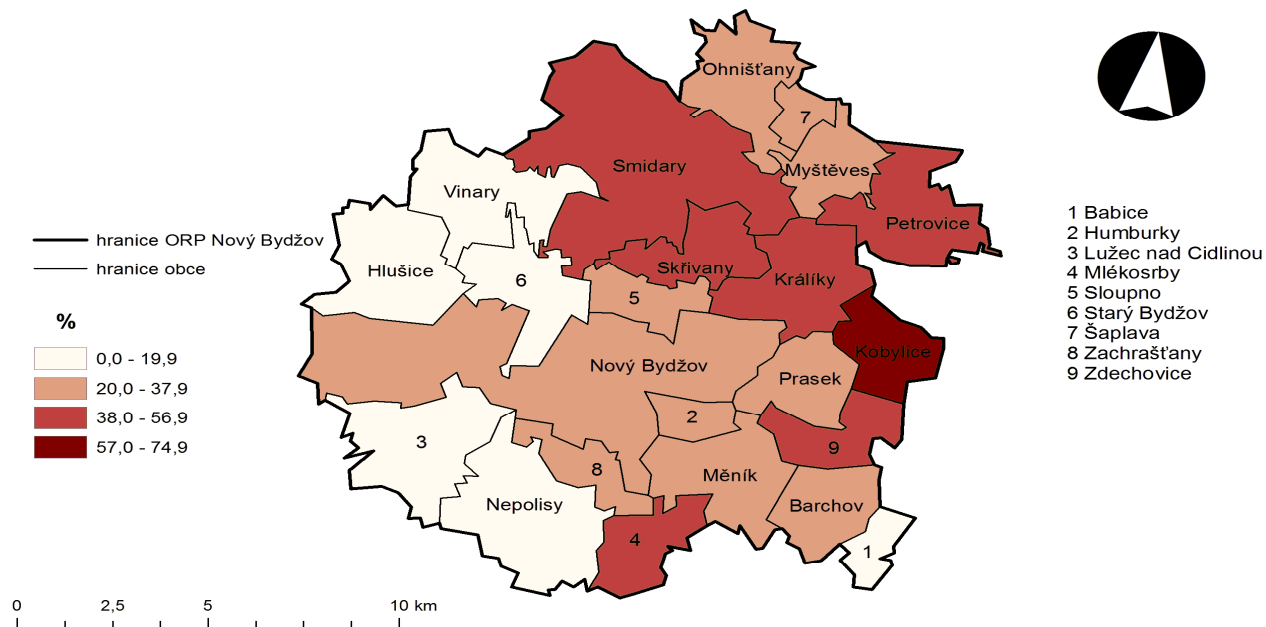 Ohnišťany
7
Myštěves
Smidary
Vinary
Petrovice
hranice ORP Nový Bydžov
hranice obce
Hlušice
Skřivany
Králíky
6
5
%
0,0 - 19,9
20,0 - 37,9
38,0 - 56,9
57,0 - 74,9
Nový Bydžov
Kobylice
Prasek
2
3
9
8
Měník
Nepolisy
Barchov
4
1
1 Babice
2 Humburky
3 Lužec nad Cidlinou
4 Mlékosrby
5 Sloupno
6 Starý Bydžov
7 Šaplava
8 Zachrašťany
9 Zdechovice
0 2,5 5 10 km